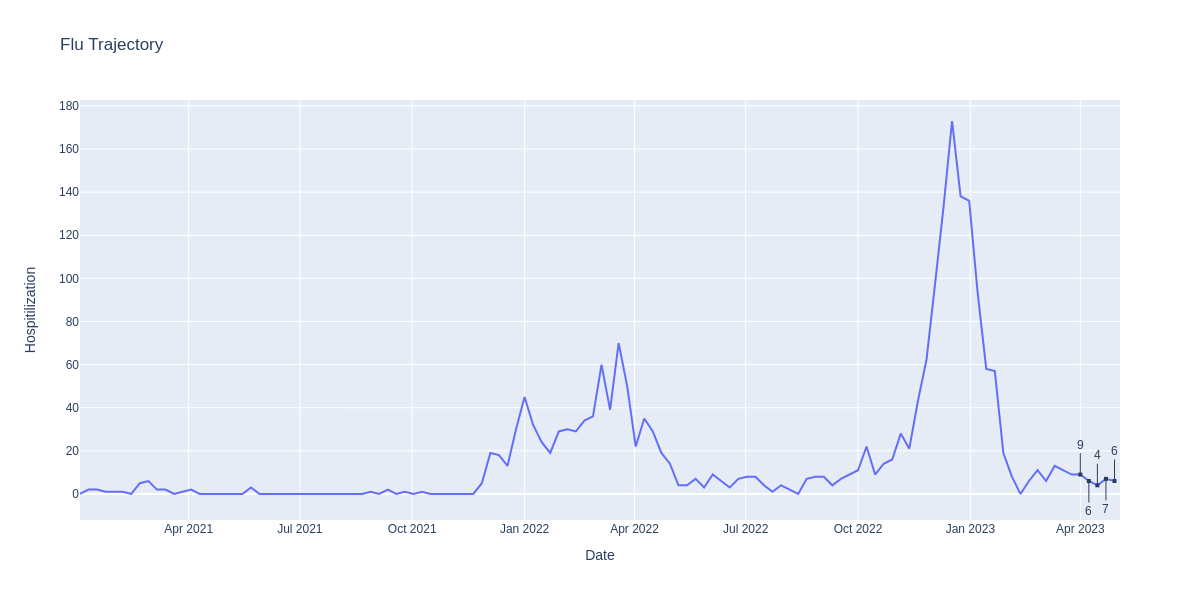 Flu Trajectory
180
160
140
120
100
80
60
40
20
0
Hospitilization
9
4
6
6
7
Apr 2021
Jul 2021
Oct 2021
Jan 2022
Apr 2022
Jul 2022
Oct 2022
Jan 2023
Apr 2023
Date